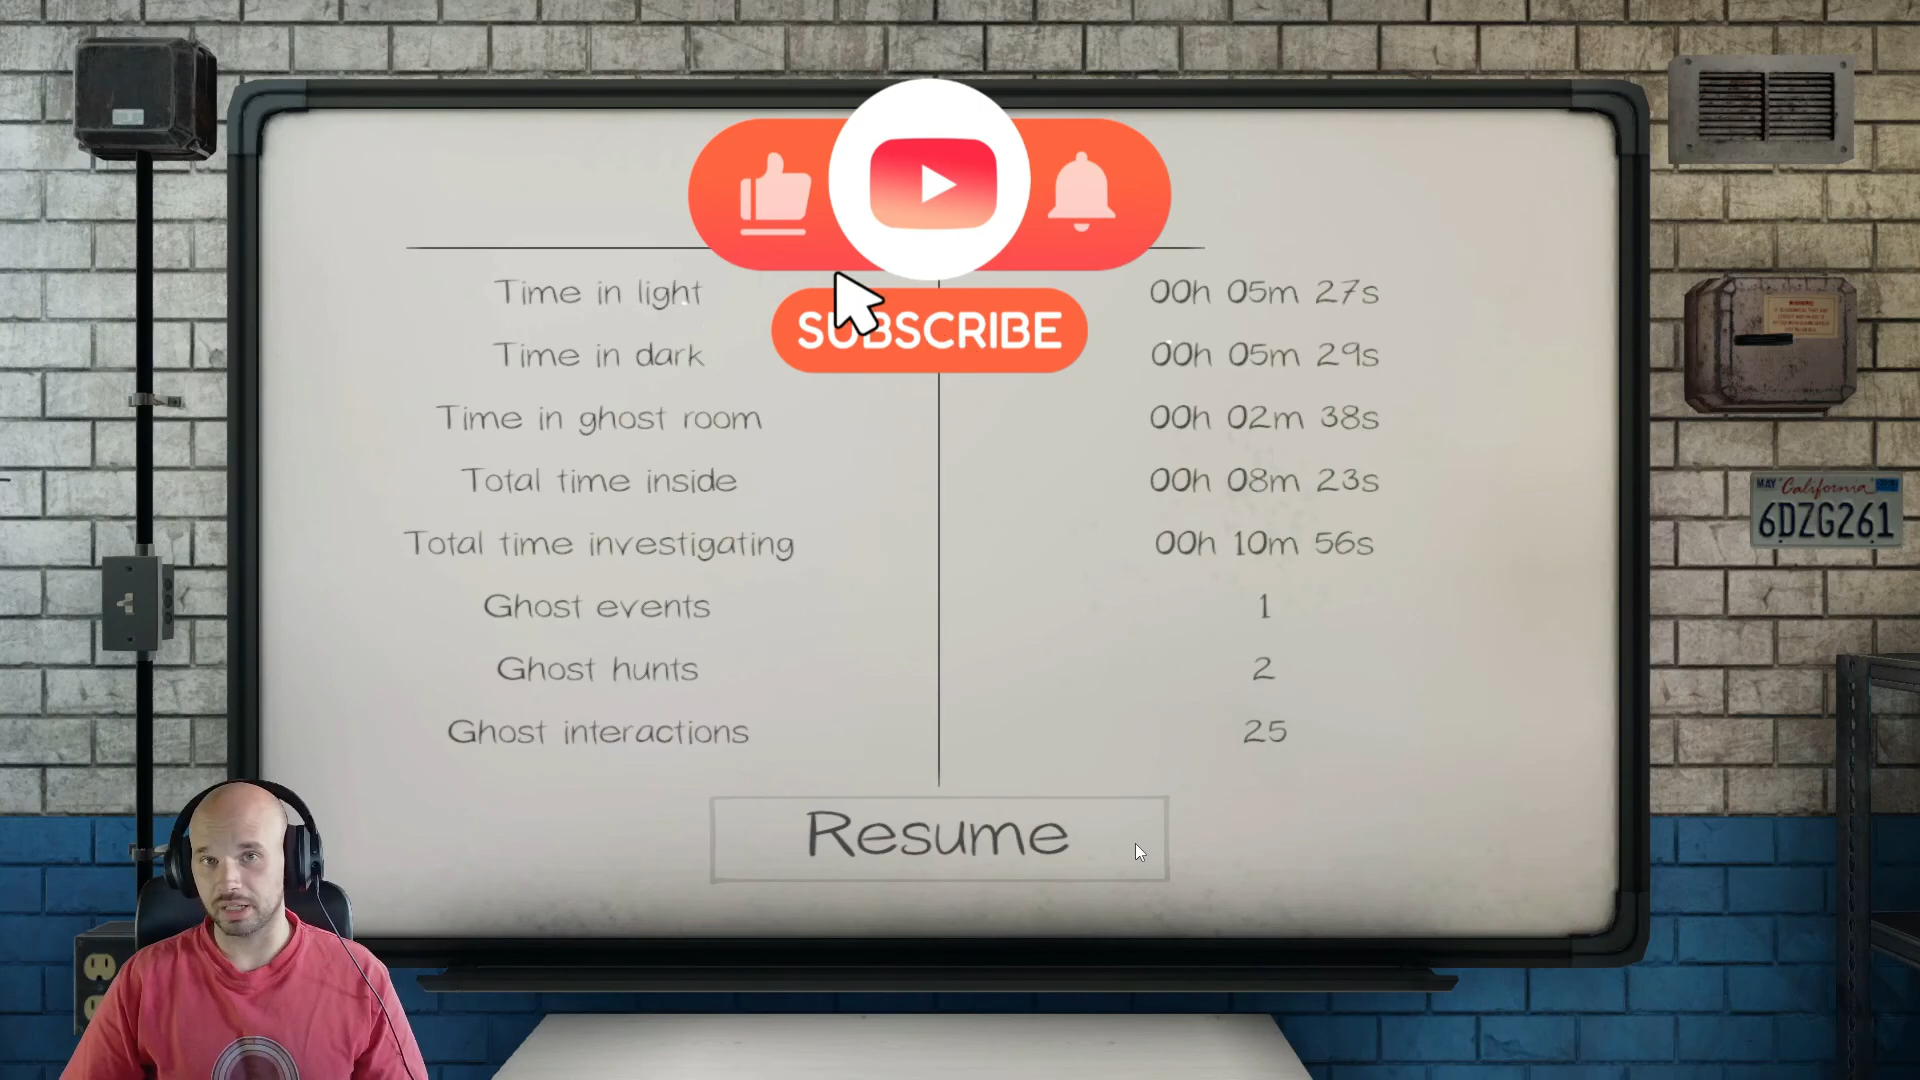 SUBSCRIBE
Time in light 00h 05m 27s
Time in dark 00h 05m 29s
Time in ghost room 00h 02m 38s
Total time inside 00h 08m 23s
Total time investigating 00h 10m 56s
Ghost events 1
Ghost hunts 2
Ghost interactions 25
Resume
MAY California
6DZG261